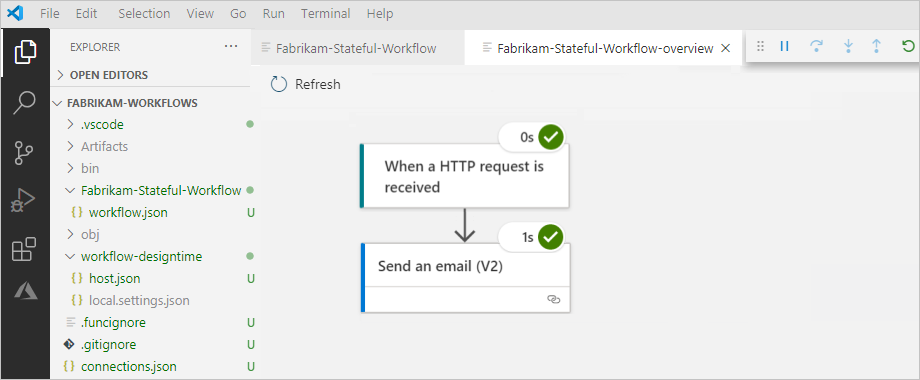 File Edit Selection View Go Run Terminal Help
EXPLORER
Fabrikam-Stateful-Workflow
Fabrikam-Stateful-Workflow-overview
OPEN EDITORS
FABRIKAM-WORKFLOWS
.vscode
Artifacts
bin
Fabrikam-Stateful-Workflow
{ } workflow.json U
obj
workflow-designtime
{ } host.json U
{ } local.settings.json
.funcignore U
.gitignore U
{ } connections.json U
Refresh
0s
When a HTTP request is
received
1s
Send an email (V2)